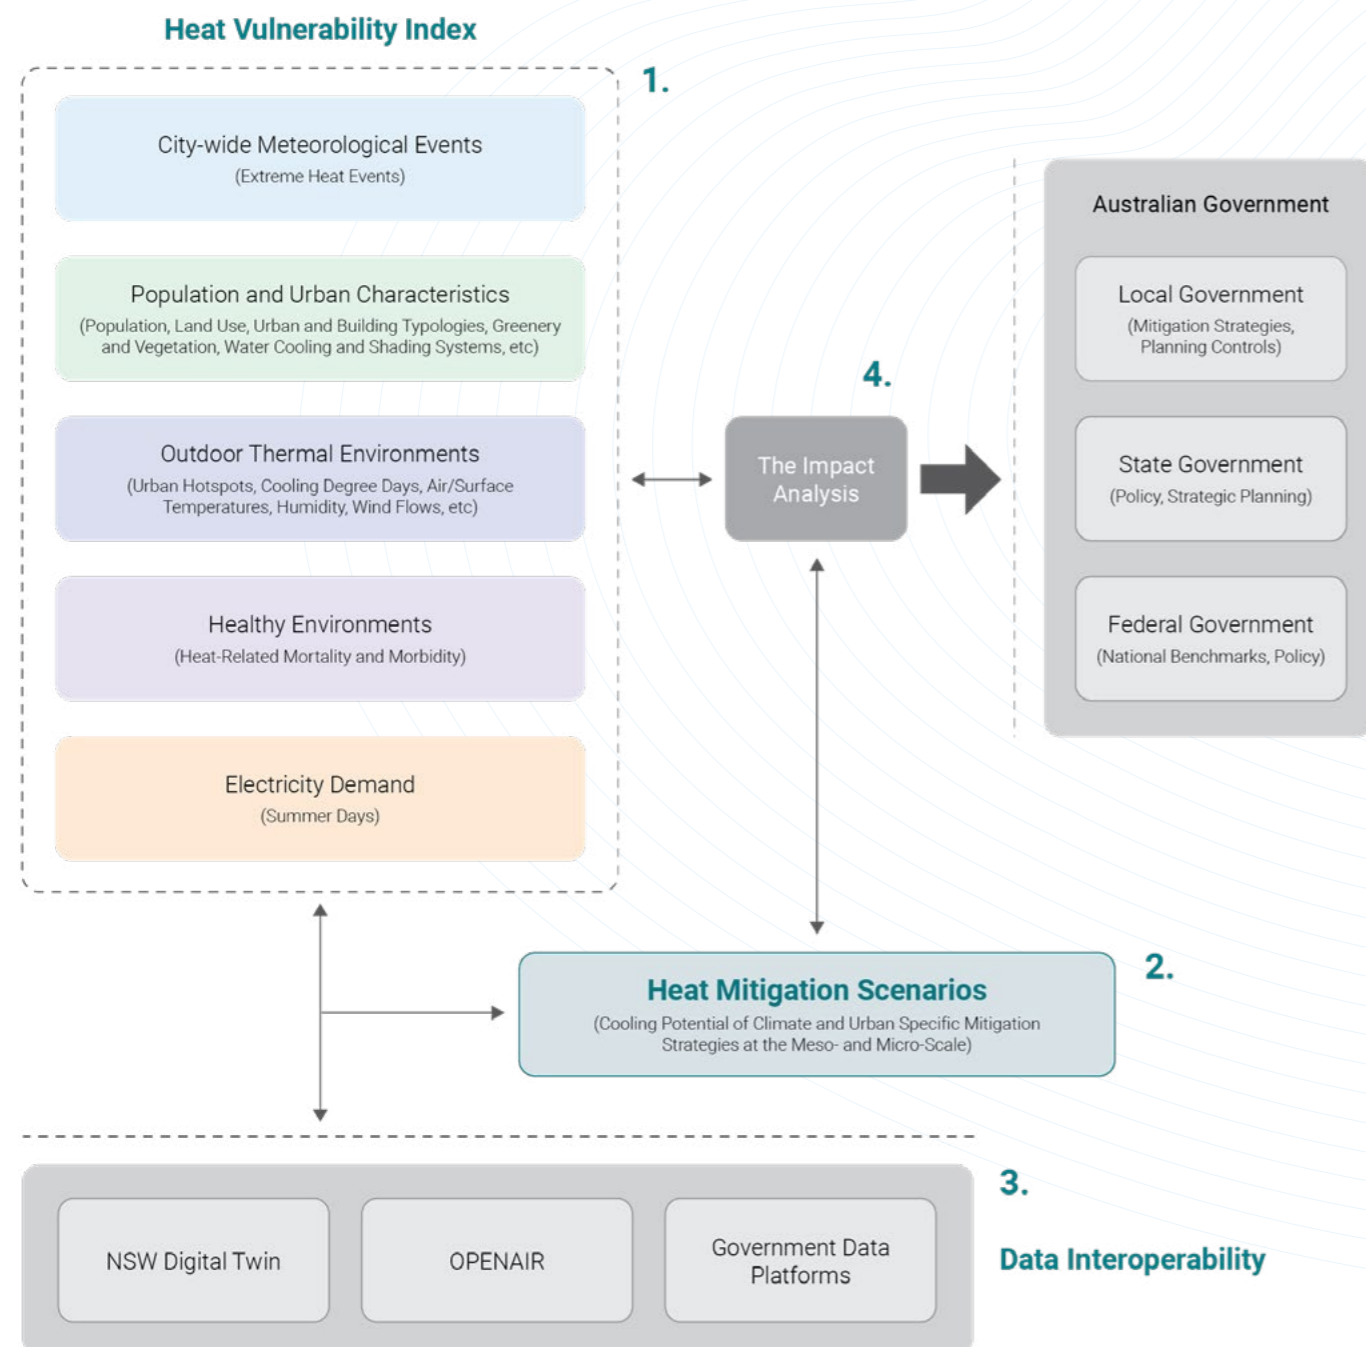 Heat Vulnerability Index
1.
City-wide Meteorological Events
(Extreme Heat Events)
Population and Urban Characteristics
(Population, Land Use, Urban and Building Typologies, Greenery
and Vegetation, Water Cooling and Shading Systems, etc)
Outdoor Thermal Environments
(Urban Hotspots, Cooling Degree Days, Air/Surface
Temperatures, Humidity, Wind Flows, etc)
Healthy Environments
(Heat-Related Mortality and Morbidity)
Electricity Demand
(Summer Days)
4.
The Impact
Analysis
Australian Government
Local Government
(Mitigation Strategies,
Planning Controls)
State Government
(Policy, Strategic Planning)
Federal Government
(National Benchmarks, Policy)
2.
Heat Mitigation Scenarios
(Cooling Potential of Climate and Urban Specific Mitigation
Strategies at the Meso- and Micro-Scale)
3.
Data Interoperability
NSW Digital Twin
OPENAIR
Government Data
Platforms